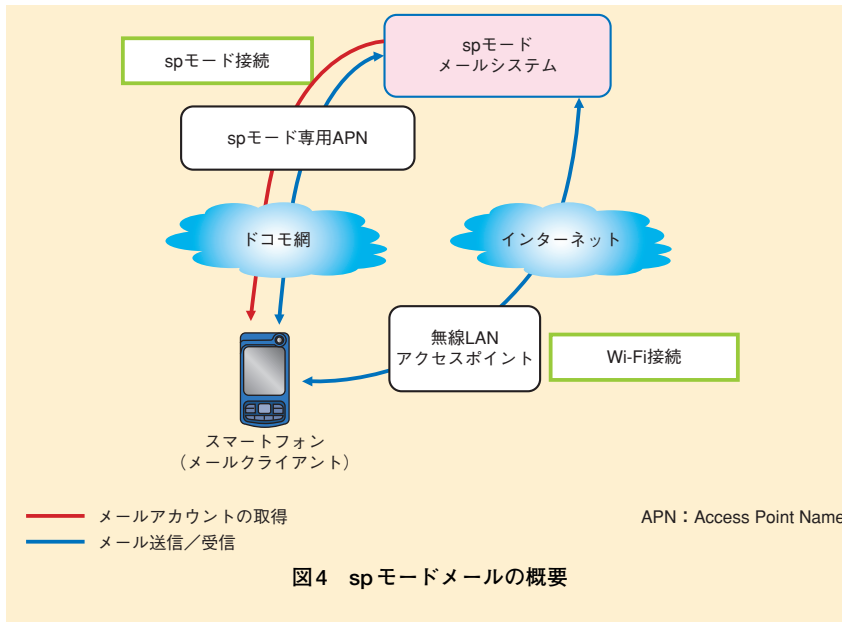 spモード接続
spモード
メールシステム
spモード専用APN
ドコモ網
インターネット
無線LAN
アクセスポイント
Wi-Fi接続
スマートフォン
（メールクライアント）
メールアカウントの取得
APN：Access Point Name
メール送信／受信
図4 spモードメールの概要